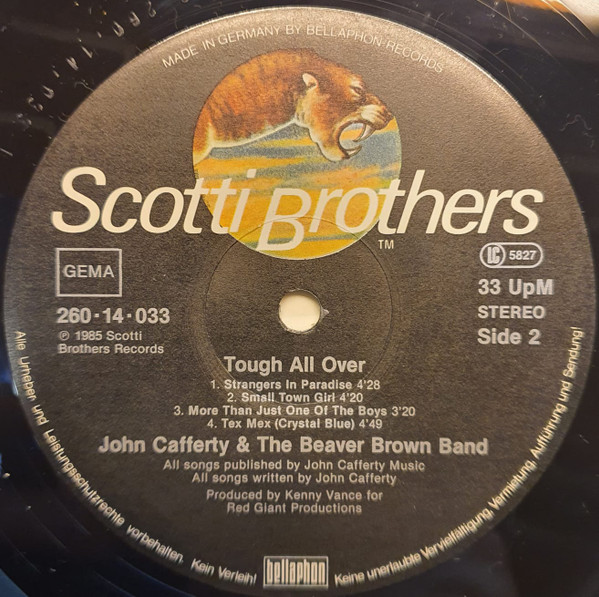 MADE IN GERMANY BY BELLAPHON RECORDS
Scotti Brothers
TM
GEMA
LC 5827
260·14·033
33 UpM
STEREO
Side 2
℗ 1985 Scotti
Brothers Records
Tough All Over
1. Strangers In Paradise 4'28
2. Small Town Girl 4'20
3. More Than Just One Of The Boys 3'20
4. Tex Mex (Crystal Blue) 4'49
John Cafferty & The Beaver Brown Band
All songs published by John Cafferty Music
All songs written by John Cafferty
Produced by Kenny Vance for
Red Giant Productions
Alle Urheber und Leistungsschutzrechte vorbehalten. Kein Verleih! Keine unerlaubte Vervielfältigung, Vermietung, Aufführung und Sendung!
bellaphon